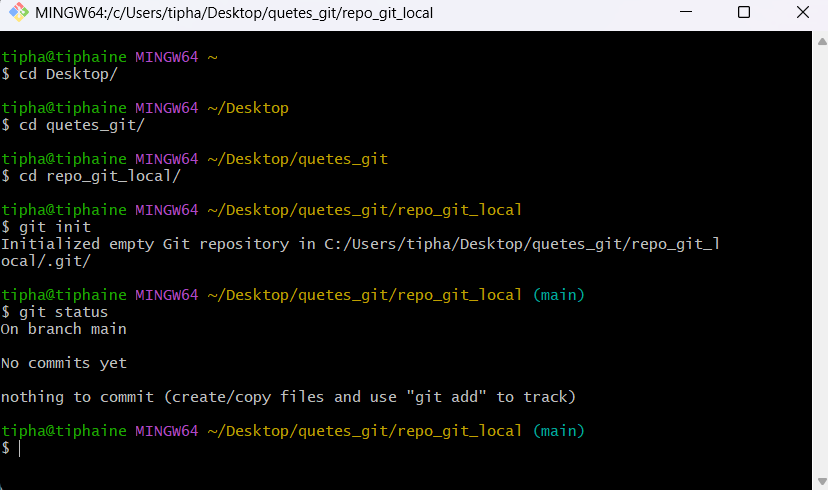 MINGW64:/c/Users/tipha/Desktop/quetes_git/repo_git_local
tipha@tiphaine MINGW64 ~
$ cd Desktop/
tipha@tiphaine MINGW64 ~/Desktop
$ cd quetes_git/
tipha@tiphaine MINGW64 ~/Desktop/quetes_git
$ cd repo_git_local/
tipha@tiphaine MINGW64 ~/Desktop/quetes_git/repo_git_local
$ git init
Initialized empty Git repository in C:/Users/tipha/Desktop/quetes_git/repo_git_l
ocal/.git/
tipha@tiphaine MINGW64 ~/Desktop/quetes_git/repo_git_local (main)
$ git status
On branch main
No commits yet
nothing to commit (create/copy files and use "git add" to track)
tipha@tiphaine MINGW64 ~/Desktop/quetes_git/repo_git_local (main)
$